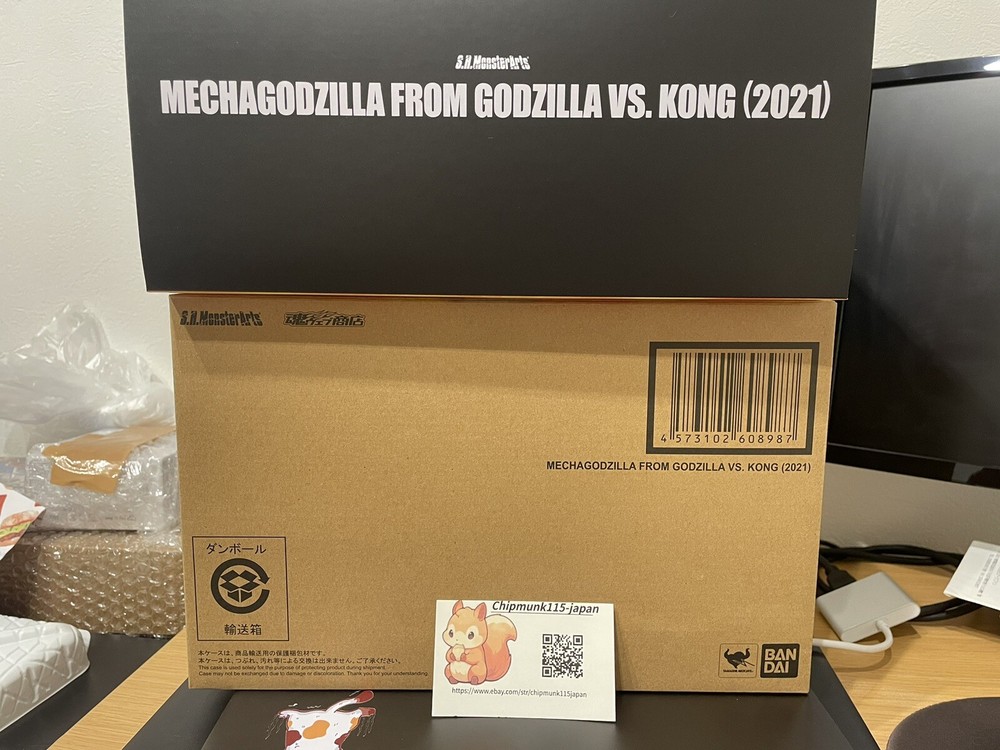 S.H.MonsterArts
MECHAGODZILLA FROM GODZILLA VS. KONG (2021)
S.H.MonsterArts 魂ウェブ商店
4 573102 608987
MECHAGODZILLA FROM GODZILLA VS. KONG (2021)
ダンボール
輸送箱
本ケースは、商品輸送用の保護梱包材です。
本ケースは、つぶれ、汚れ等による交換は出来ません。ご了承ください。
This case is used solely for the purpose of protecting product during shipment.
Case may not be exchanged due to damage or discoloration. Thank you for your understanding.
Chipmunk115-japan
https://www.ebay.com/str/chipmunk115japan
BAN
DAI